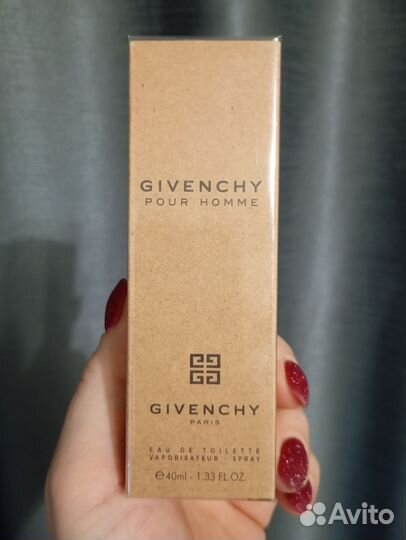 GIVENCHY
POUR HOMME
GIVENCHY
PARIS
EAU DE TOILETTE
VAPORISATEUR - SPRAY
℮40ml - 1.33 FL.OZ.
Avito